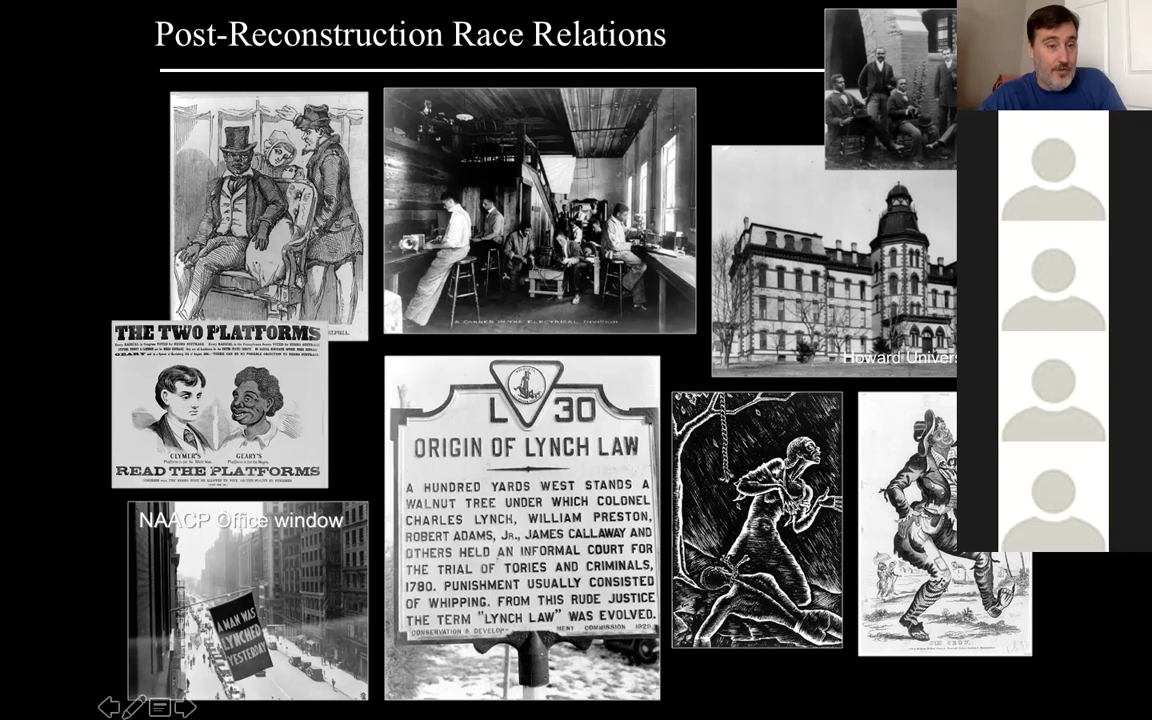 Post-Reconstruction Race Relations
A CORNER IN THE ELECTRICAL DIVISION
Howard Univers
THE TWO PLATFORMS
CLYMER'S
GEARY'S
READ THE PLATFORMS
L 30
ORIGIN OF LYNCH LAW
A HUNDRED YARDS WEST STANDS A
WALNUT TREE UNDER WHICH COLONEL
CHARLES LYNCH, WILLIAM PRESTON,
ROBERT ADAMS, JR., JAMES CALLAWAY AND
OTHERS HELD AN INFORMAL COURT FOR
THE TRIAL OF TORIES AND CRIMINALS,
1780. PUNISHMENT USUALLY CONSISTED
OF WHIPPING. FROM THIS RUDE JUSTICE
THE TERM "LYNCH LAW" WAS EVOLVED.
CONSERVATION & DEVELOP MENT COMMISSION 1929
NAACP Office window
A MAN WAS
LYNCHED
YESTERDAY
JIM CROW.